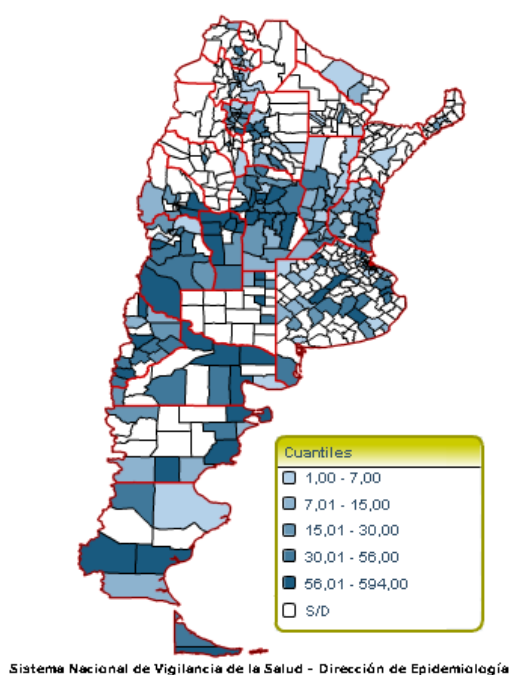 Cuantiles
1,00 - 7,00
7,01 - 15,00
15,01 - 30,00
30,01 - 56,00
56,01 - 594,00
S/D
Sistema Nacional de Vigilancia de la Salud - Dirección de Epidemiología